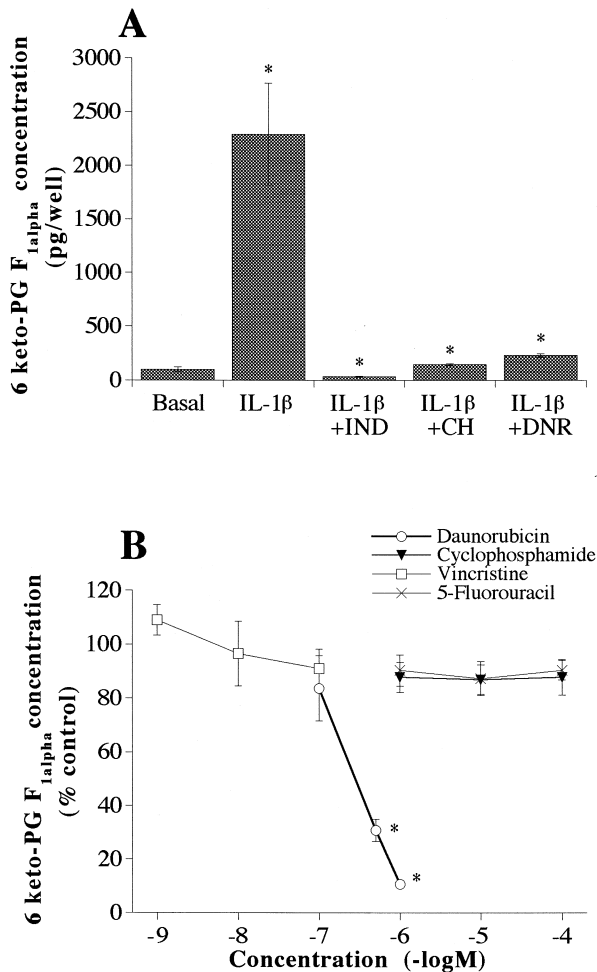 A
6 keto-PG F1alpha concentration
(pg/well)
3000
2500
2000
1500
1000
500
0
*
*
*
*
Basal
IL-1β
IL-1β
+IND
IL-1β
+CH
IL-1β
+DNR
B
Daunorubicin
Cyclophosphamide
Vincristine
5-Fluorouracil
6 keto-PG F1alpha concentration
(% control)
120
100
80
60
40
20
0
*
*
-9
-8
-7
-6
-5
-4
Concentration (-logM)